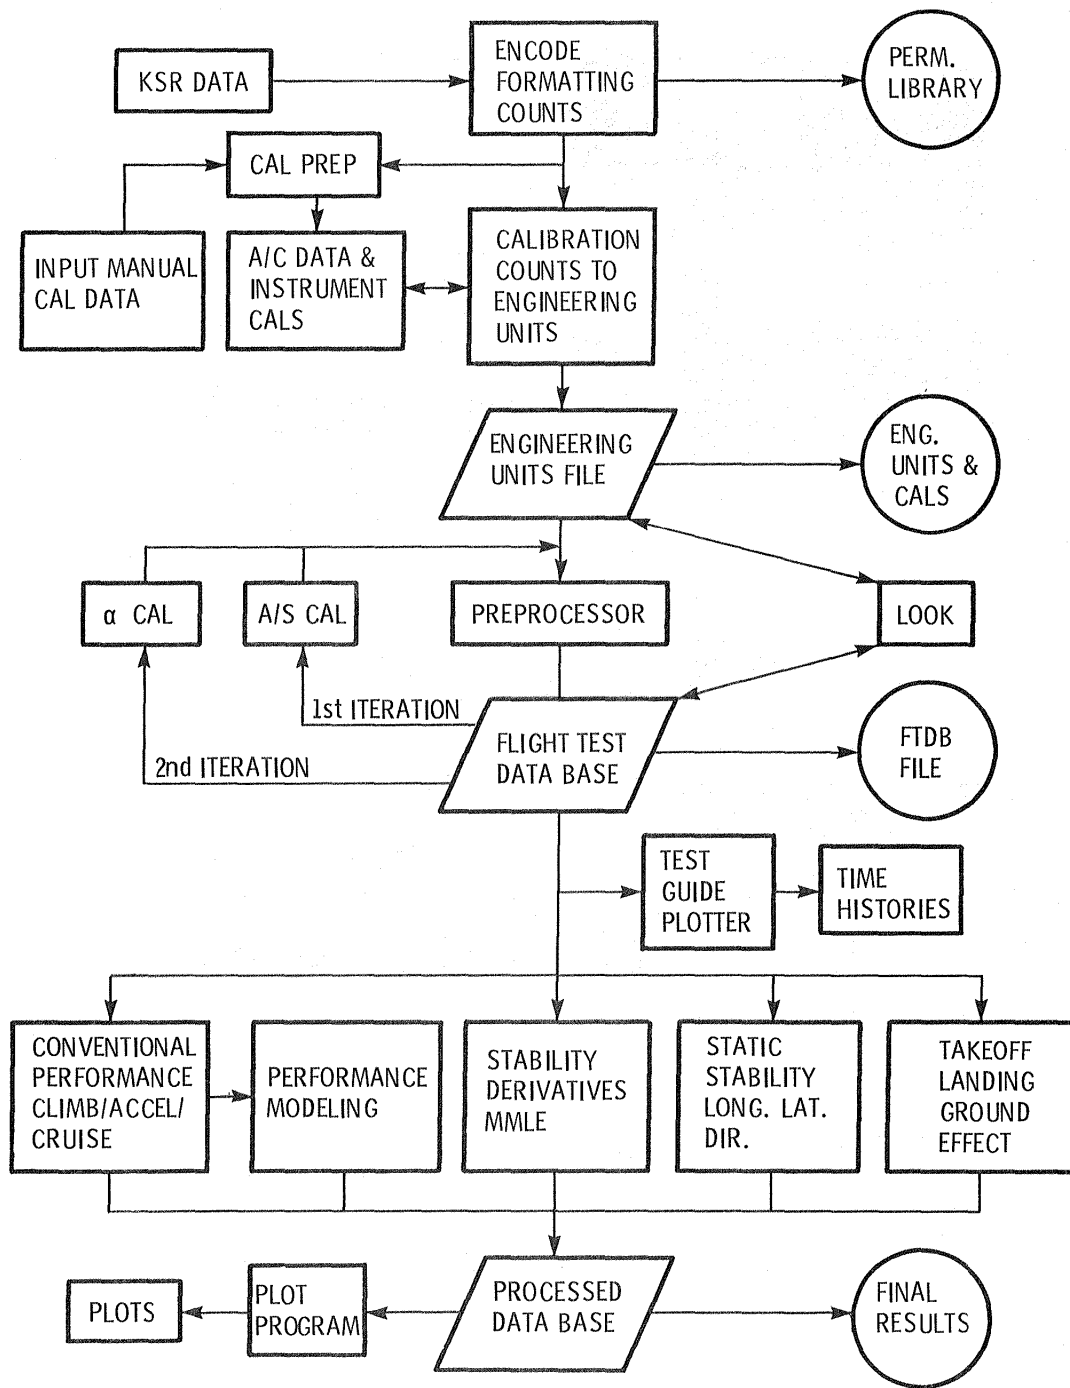 KSR DATA
ENCODE
FORMATTING
COUNTS
PERM.
LIBRARY
CAL PREP
INPUT MANUAL
CAL DATA
A/C DATA &
INSTRUMENT
CALS
CALIBRATION
COUNTS TO
ENGINEERING
UNITS
ENGINEERING
UNITS FILE
ENG.
UNITS &
CALS
α CAL
A/S CAL
PREPROCESSOR
LOOK
1st ITERATION
2nd ITERATION
FLIGHT TEST
DATA BASE
FTDB
FILE
TEST
GUIDE
PLOTTER
TIME
HISTORIES
CONVENTIONAL
PERFORMANCE
CLIMB/ACCEL/
CRUISE
PERFORMANCE
MODELING
STABILITY
DERIVATIVES
MMLE
STATIC
STABILITY
LONG. LAT.
DIR.
TAKEOFF
LANDING
GROUND
EFFECT
PLOTS
PLOT
PROGRAM
PROCESSED
DATA BASE
FINAL
RESULTS